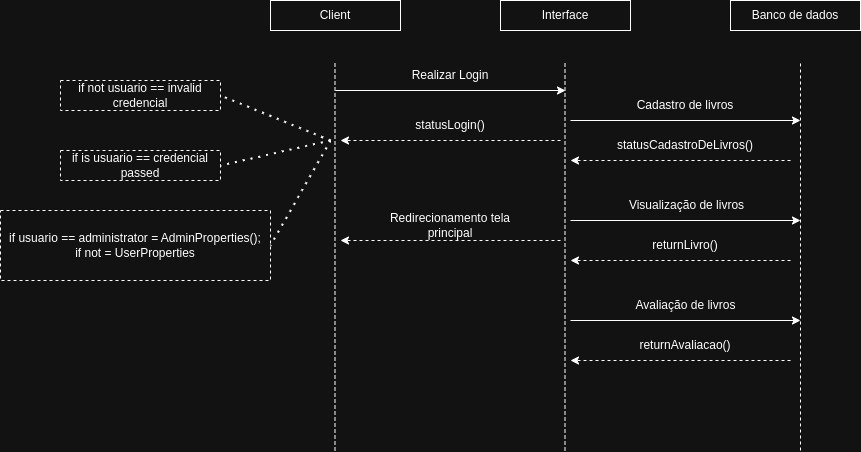 Client
Interface
Banco de dados
Realizar Login
if not usuario == invalid
credencial
Cadastro de livros
statusLogin()
statusCadastroDeLivros()
if is usuario == credencial
passed
Visualização de livros
Redirecionamento tela
principal
if usuario == administrator = AdminProperties();
if not = UserProperties
returnLivro()
Avaliação de livros
returnAvaliacao()